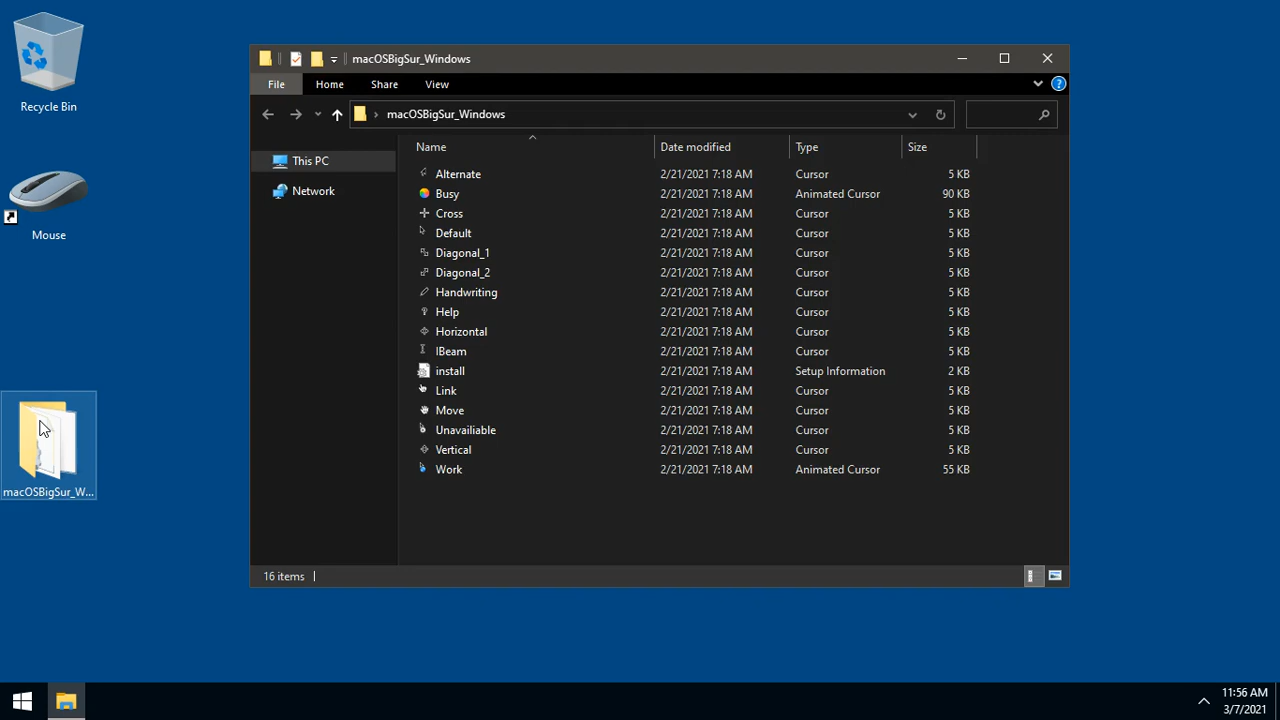 Recycle Bin
Mouse
macOSBigSur_W...
macOSBigSur_Windows
File Home Share View
macOSBigSur_Windows
This PC
Network
Name Date modified Type Size
Alternate 2/21/2021 7:18 AM Cursor 5 KB
Busy 2/21/2021 7:18 AM Animated Cursor 90 KB
Cross 2/21/2021 7:18 AM Cursor 5 KB
Default 2/21/2021 7:18 AM Cursor 5 KB
Diagonal_1 2/21/2021 7:18 AM Cursor 5 KB
Diagonal_2 2/21/2021 7:18 AM Cursor 5 KB
Handwriting 2/21/2021 7:18 AM Cursor 5 KB
Help 2/21/2021 7:18 AM Cursor 5 KB
Horizontal 2/21/2021 7:18 AM Cursor 5 KB
IBeam 2/21/2021 7:18 AM Cursor 5 KB
install 2/21/2021 7:18 AM Setup Information 2 KB
Link 2/21/2021 7:18 AM Cursor 5 KB
Move 2/21/2021 7:18 AM Cursor 5 KB
Unavailiable 2/21/2021 7:18 AM Cursor 5 KB
Vertical 2/21/2021 7:18 AM Cursor 5 KB
Work 2/21/2021 7:18 AM Animated Cursor 55 KB
16 items
11:56 AM
3/7/2021